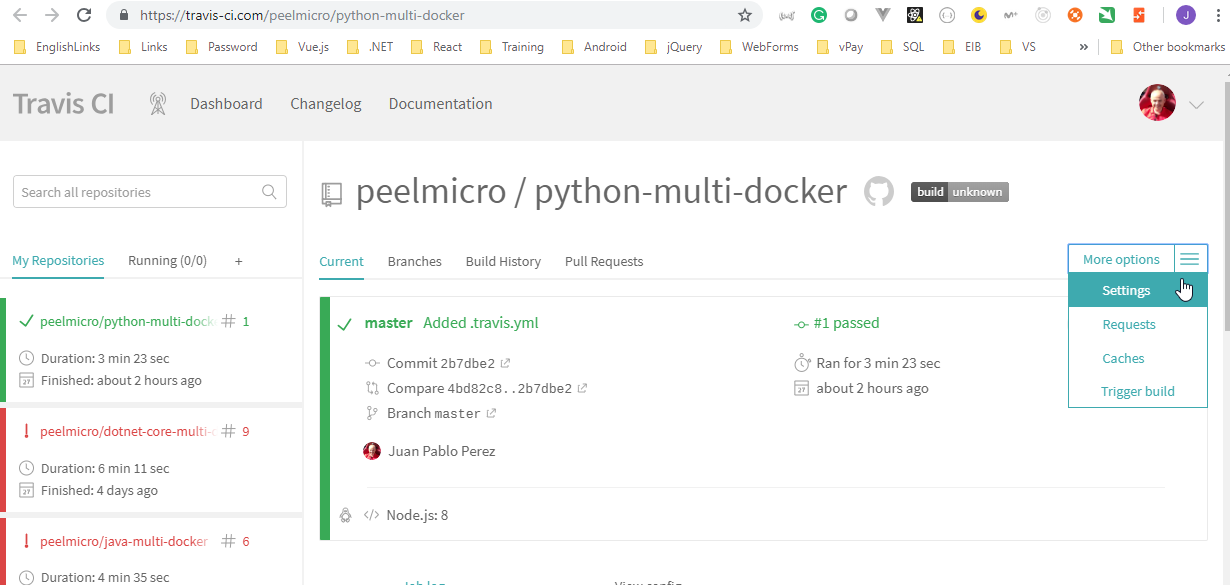 https://travis-ci.com/peelmicro/python-multi-docker
EnglishLinks Links Password Vue.js .NET React Training Android jQuery WebForms vPay SQL EIB VS » Other bookmarks
Travis CI Dashboard Changelog Documentation
Search all repositories
peelmicro / python-multi-docker build unknown
My Repositories Running (0/0) +
Current Branches Build History Pull Requests
More options
Settings
Requests
Caches
Trigger build
peelmicro/python-multi-docke # 1
Duration: 3 min 23 sec
Finished: about 2 hours ago
peelmicro/dotnet-core-multi- # 9
Duration: 6 min 11 sec
Finished: 4 days ago
peelmicro/java-multi-docker # 6
Duration: 4 min 35 sec
master Added .travis.yml
#1 passed
Commit 2b7dbe2
Ran for 3 min 23 sec
Compare 4bd82c8..2b7dbe2
about 2 hours ago
Branch master
Juan Pablo Perez
</> Node.js: 8
Job log View config